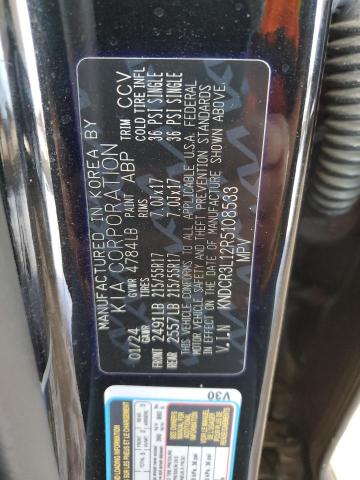 MANUFACTURED IN KOREA BY
KIA CORPORATION
01/24 GVWR 4784LB PAINT ABP TRIM CCV
GAWR TIRES RIMS COLD TIRE INFL
FRONT 2491LB 215/55R17 7.0JX17 36 PSI SINGLE
REAR 2557LB 215/55R17 7.0JX17 36 PSI SINGLE
THIS VEHICLE CONFORMS TO ALL APPLICABLE U.S.A. FEDERAL
MOTOR VEHICLE SAFETY AND THEFT PREVENTION STANDARDS
IN EFFECT ON THE DATE OF MANUFACTURE SHOWN ABOVE.
V.I.N KNDCR3L12R5108533
MPV
V30
LOADING INFORMATION